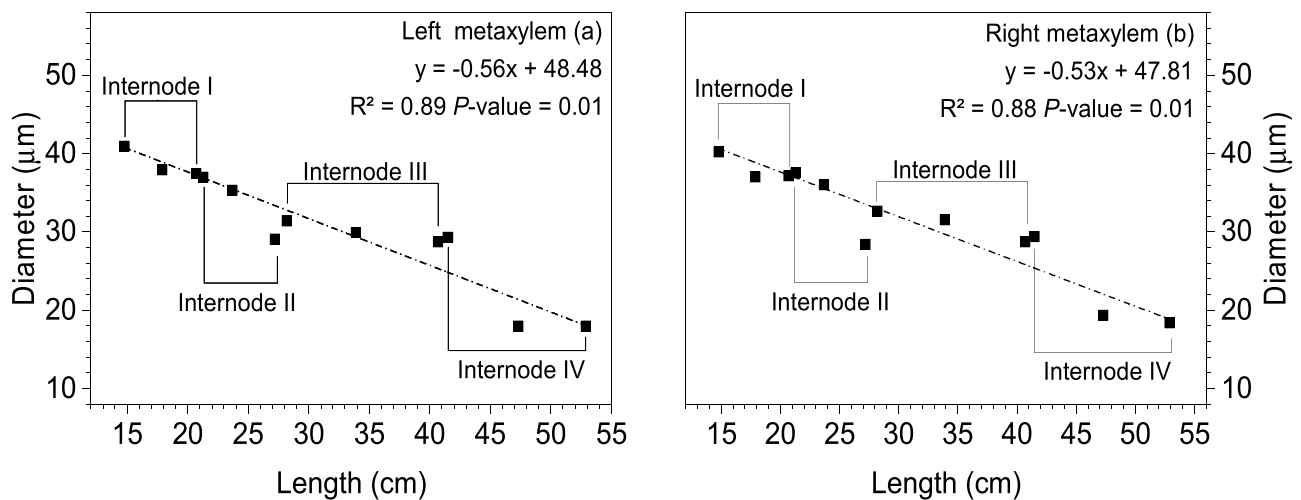 Left metaxylem (a)
y = -0.56x + 48.48
R² = 0.89 P-value = 0.01
Internode I
Internode III
Internode II
Internode IV
50
40
30
20
10
Diameter (μm)
15 20 25 30 35 40 45 50 55
Length (cm)
Right metaxylem (b)
y = -0.53x + 47.81
R² = 0.88 P-value = 0.01
Internode I
Internode III
Internode II
Internode IV
50
40
30
20
10
Diameter (μm)
15 20 25 30 35 40 45 50 55
Length (cm)